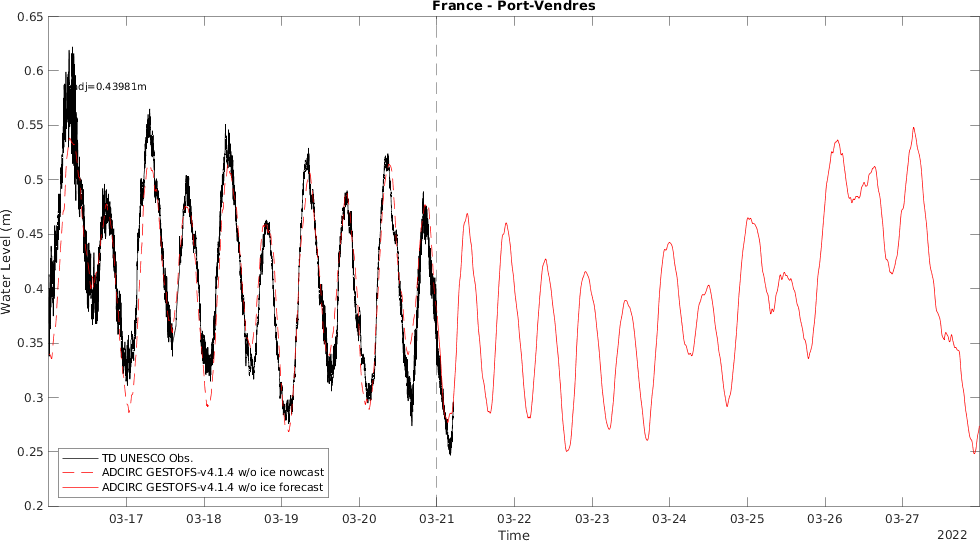 France - Port-Vendres
0.65
0.6
0.55
0.5
0.45
0.4
0.35
0.3
0.25
0.2
Water Level (m)
adj=0.43981m
TD UNESCO Obs.
ADCIRC GESTOFS-v4.1.4 w/o ice nowcast
ADCIRC GESTOFS-v4.1.4 w/o ice forecast
03-17 03-18 03-19 03-20 03-21 03-22 03-23 03-24 03-25 03-26 03-27
Time
2022